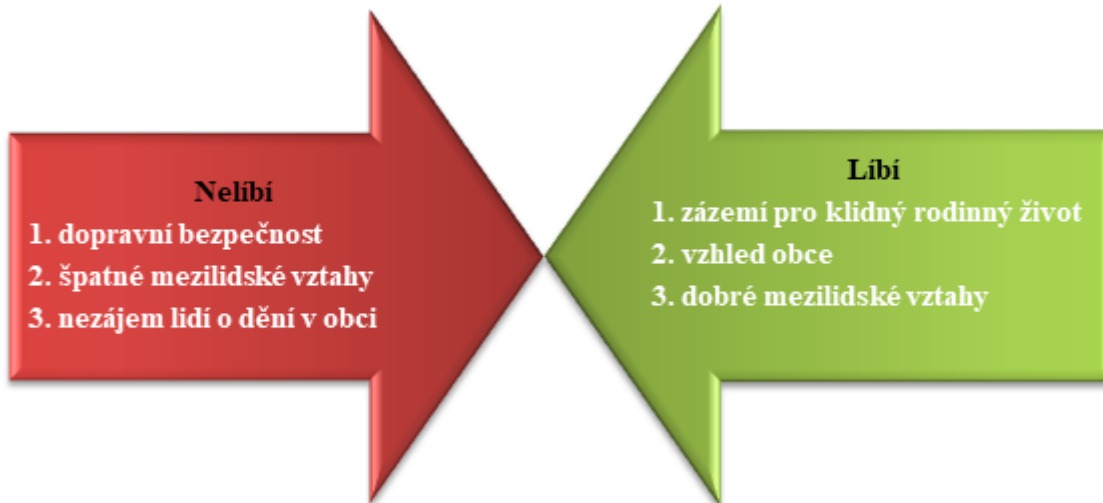 Nelíbí
1. dopravní bezpečnost
2. špatné mezilidské vztahy
3. nezájem lidí o dění v obci
Líbí
1. zázemí pro klidný rodinný život
2. vzhled obce
3. dobré mezilidské vztahy